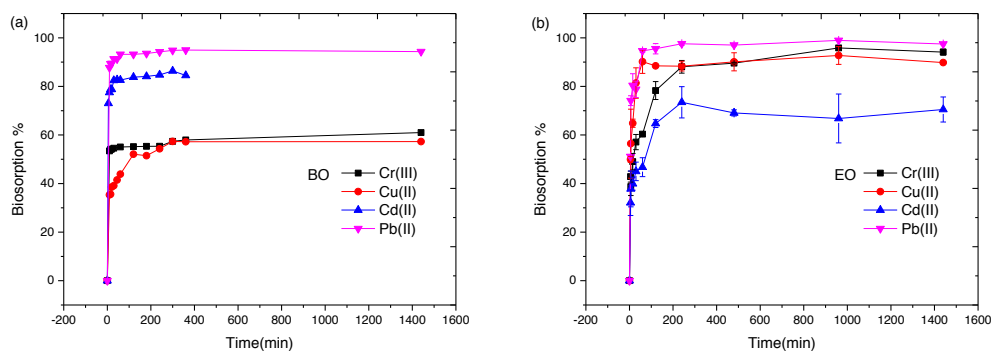 (a)
100
80
60
40
20
0
Biosorption %
BO
Cr(III)
Cu(II)
Cd(II)
Pb(II)
-200 0 200 400 600 800 1000 1200 1400 1600
Time(min)
(b)
100
80
60
40
20
0
Biosorption %
EO
Cr(III)
Cu(II)
Cd(II)
Pb(II)
-200 0 200 400 600 800 1000 1200 1400 1600
Time(min)